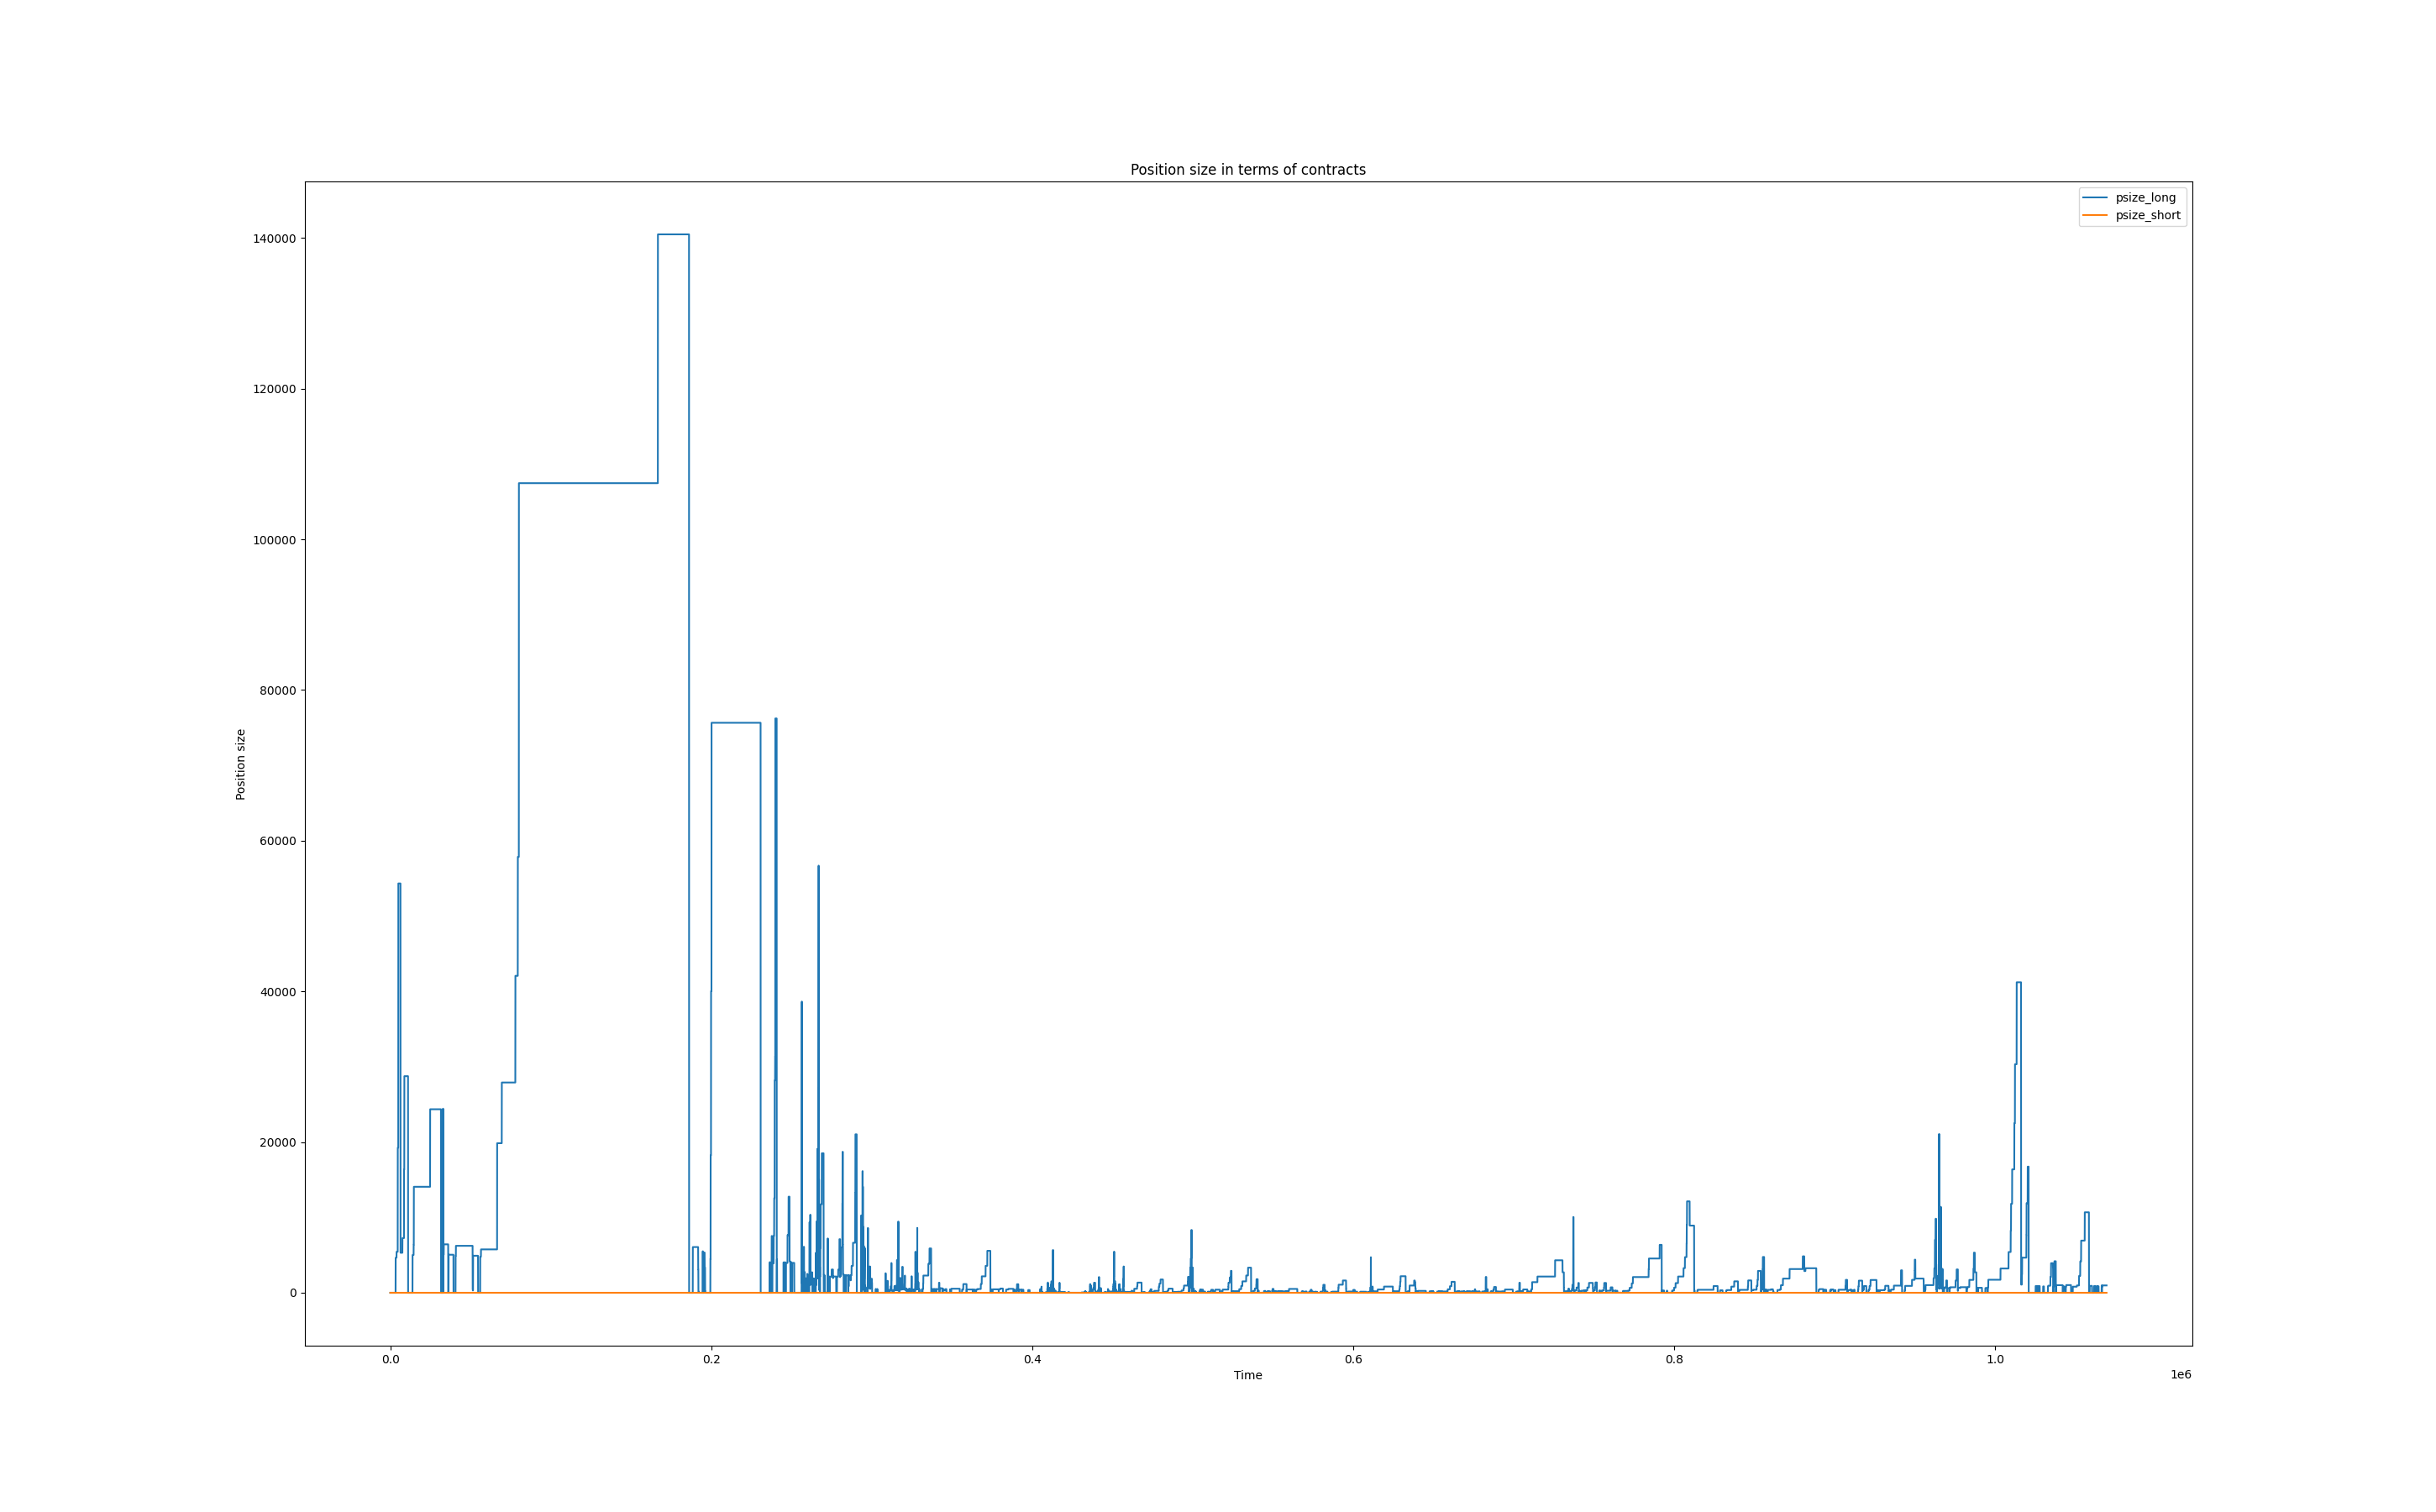 Position size in terms of contracts
psize_long
psize_short
140000
120000
100000
80000
60000
40000
20000
0
Position size
0.0 0.2 0.4 0.6 0.8 1.0
Time
1e6